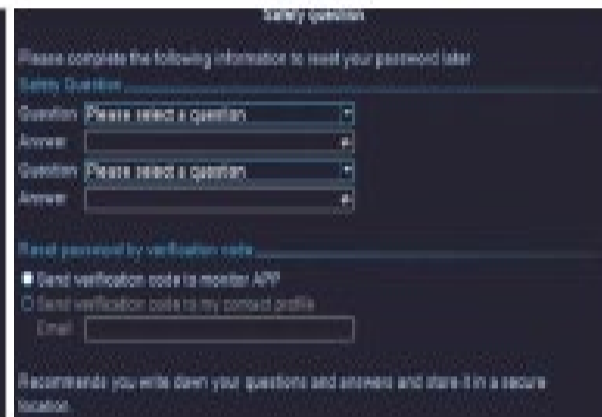 Safety question
Please complete the following information to reset your password later
Safety Question
Question Please select a question
Answer
Question Please select a question
Answer
Reset password by verification code
Send verification code to monitor APP
Send verification code to my contact profile
Email
Recommends you write down your questions and answers and store it in a secure
location.